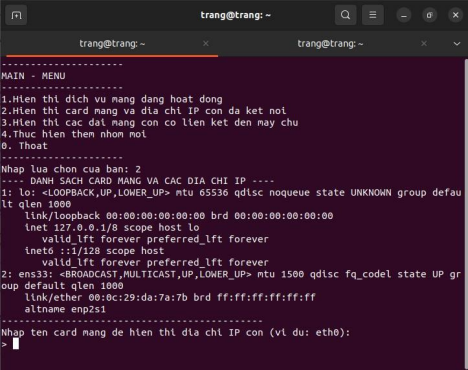 trang@trang: ~
trang@trang: ~
trang@trang: ~
---------------------
MAIN - MENU
---------------------
1.Hien thi dich vu mang dang hoat dong
2.Hien thi card mang va dia chi IP con da ket noi
3.Hien thi cac dai mang con co lien ket den may chu
4.Thuc hien them nhom moi
0. Thoat
---------------------
Nhap lua chon cua ban: 2
---- DANH SACH CARD MANG VA CAC DIA CHI IP ----
1: lo: <LOOPBACK,UP,LOWER_UP> mtu 65536 qdisc noqueue state UNKNOWN group defau
lt qlen 1000
link/loopback 00:00:00:00:00:00 brd 00:00:00:00:00:00
inet 127.0.0.1/8 scope host lo
valid_lft forever preferred_lft forever
inet6 ::1/128 scope host
valid_lft forever preferred_lft forever
2: ens33: <BROADCAST,MULTICAST,UP,LOWER_UP> mtu 1500 qdisc fq_codel state UP gr
oup default qlen 1000
link/ether 00:0c:29:da:7a:7b brd ff:ff:ff:ff:ff:ff
altname enp2s1
---------------------------------------------
Nhap ten card mang de hien thi dia chi IP con (vi du: eth0):
>